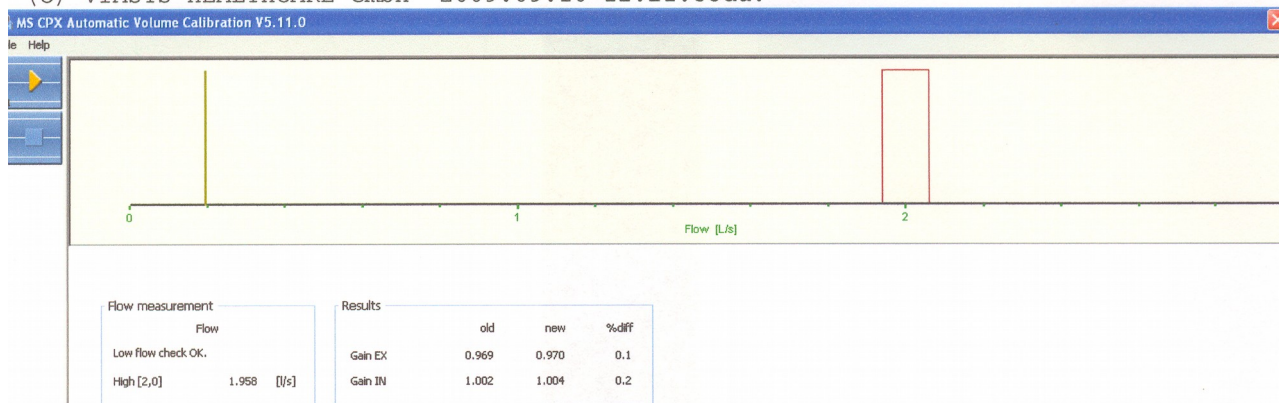 MS CPX Automatic Volume Calibration V5.11.0
le Help
0 1 2
Flow [L/s]
Flow measurement
Flow
Low flow check OK.
High [2,0] 1.958 [l/s]
Results
old new %diff
Gain EX 0.969 0.970 0.1
Gain IN 1.002 1.004 0.2